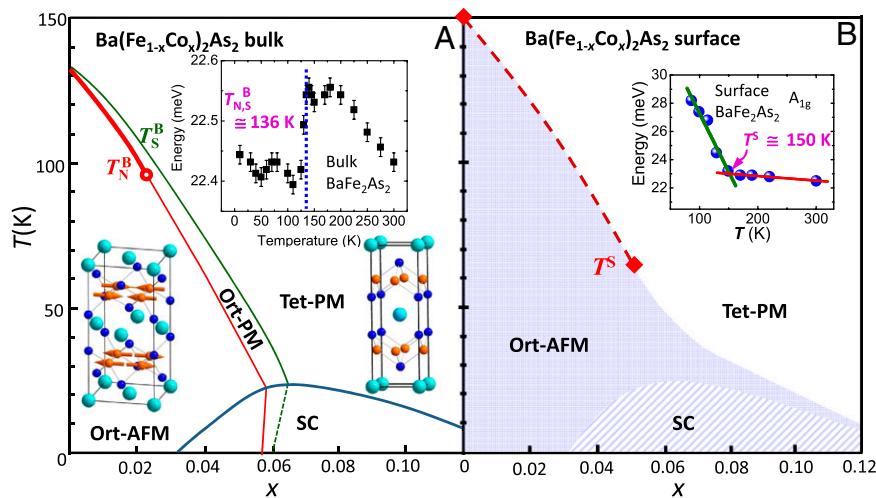 Ba(Fe1-xCox)2As2 bulk
A
T(K)
150
100
50
0
TSB
TNB
Energy (meV)
22.6
22.5
22.4
TN,SB
≅ 136 K
Bulk
BaFe2As2
0 50 100 150 200 250 300
Temperature (K)
Ort-PM
Tet-PM
Ort-AFM
SC
0.02 0.04 0.06 0.08 0.10
x
Ba(Fe1-xCox)2As2 surface
B
Energy (meV)
30
28
26
24
22
Surface
BaFe2As2
A1g
TS ≅ 150 K
100 200 300
T (K)
TS
Tet-PM
Ort-AFM
SC
0 0.02 0.04 0.06 0.08 0.10 0.12
x